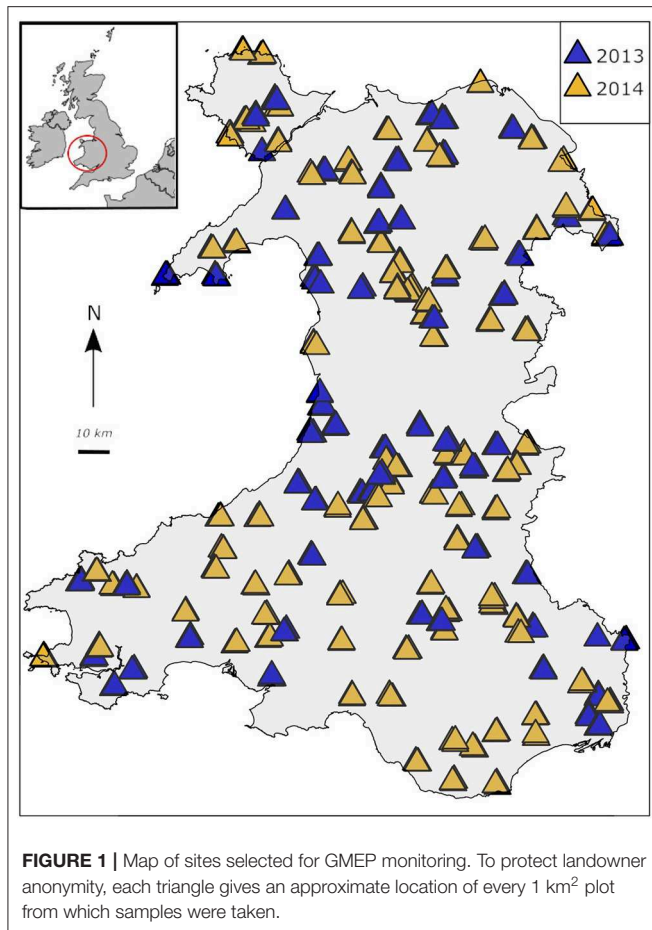 2013
2014
N
10 km
FIGURE 1 | Map of sites selected for GMEP monitoring. To protect landowner
anonymity, each triangle gives an approximate location of every 1 km² plot
from which samples were taken.